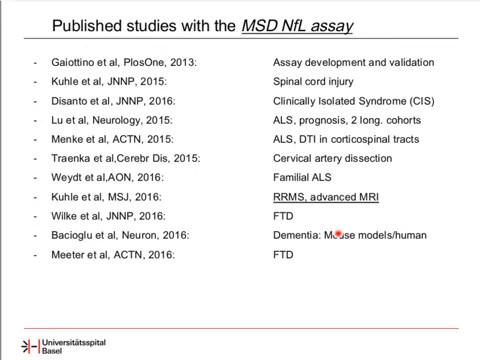 Published studies with the MSD NfL assay
- Gaiottino et al, PlosOne, 2013: Assay development and validation
- Kuhle et al, JNNP, 2015: Spinal cord injury
- Disanto et al, JNNP, 2016: Clinically Isolated Syndrome (CIS)
- Lu et al, Neurology, 2015: ALS, prognosis, 2 long. cohorts
- Menke et al, ACTN, 2015: ALS, DTI in corticospinal tracts
- Traenka et al,Cerebr Dis, 2015: Cervical artery dissection
- Weydt et al,AON, 2016: Familial ALS
- Kuhle et al, MSJ, 2016: RRMS, advanced MRI
- Wilke et al, JNNP, 2016: FTD
- Bacioglu et al, Neuron, 2016: Dementia: Mouse models/human
- Meeter et al, ACTN, 2016: FTD
Universitätsspital
Basel